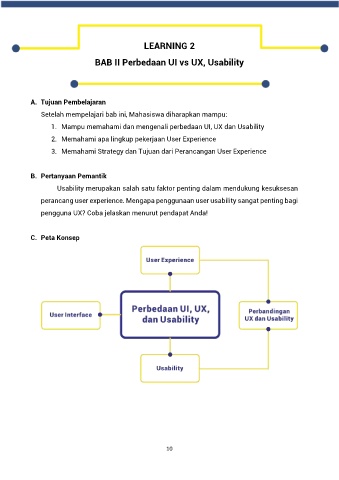 LEARNING 2
BAB II Perbedaan UI vs UX, Usability
A. Tujuan Pembelajaran
Setelah mempelajari bab ini, Mahasiswa diharapkan mampu:
1. Mampu memahami dan mengenali perbedaan UI, UX dan Usability
2. Memahami apa lingkup pekerjaan User Experience
3. Memahami Strategy dan Tujuan dari Perancangan User Experience
B. Pertanyaan Pemantik
Usability merupakan salah satu faktor penting dalam mendukung kesuksesan
perancang user experience. Mengapa penggunaan user usability sangat penting bagi
pengguna UX? Coba jelaskan menurut pendapat Anda!
C. Peta Konsep
User Experience
User Interface
Perbedaan UI, UX,
dan Usability
Perbandingan
UX dan Usability
Usability
10